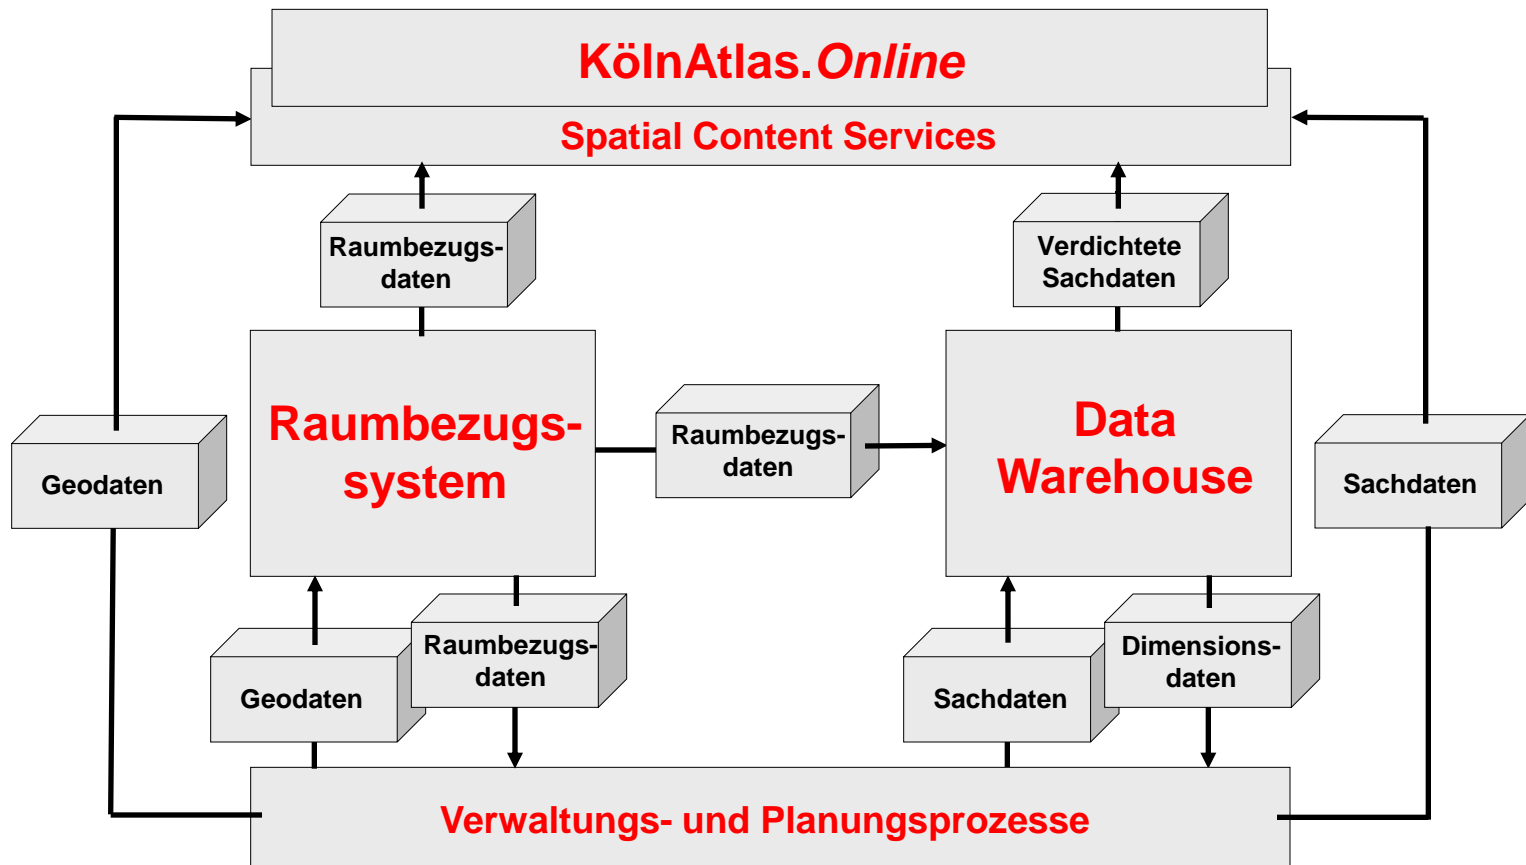 KölnAtlas.Online
Spatial Content Services
Raumbezugs-
daten
Verdichtete
Sachdaten
Geodaten
Raumbezugs-
system
Raumbezugs-
daten
Data
Warehouse
Sachdaten
Geodaten
Raumbezugs-
daten
Sachdaten
Dimensions-
daten
Verwaltungs- und Planungsprozesse